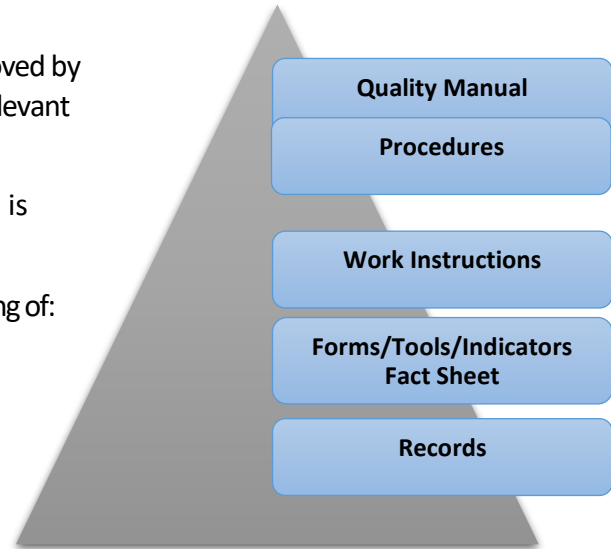 oved by
levant
is
ng of:
Quality Manual
Procedures
Work Instructions
Forms/Tools/Indicators
Fact Sheet
Records